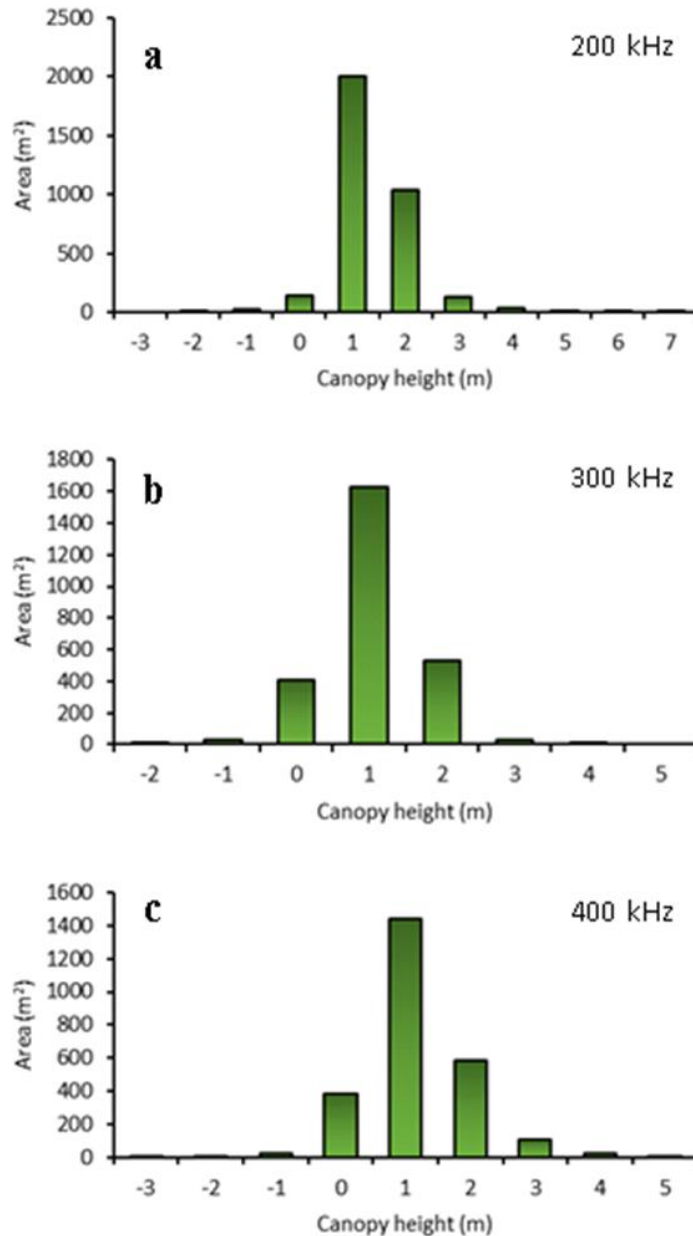 a
200 kHz
Area (m²)
2500
2000
1500
1000
500
0
-3 -2 -1 0 1 2 3 4 5 6 7
Canopy height (m)
b
300 kHz
Area (m²)
1800
1600
1400
1200
1000
800
600
400
200
0
-2 -1 0 1 2 3 4 5
Canopy height (m)
c
400 kHz
Area (m²)
1600
1400
1200
1000
800
600
400
200
0
-3 -2 -1 0 1 2 3 4 5
Canopy height (m)